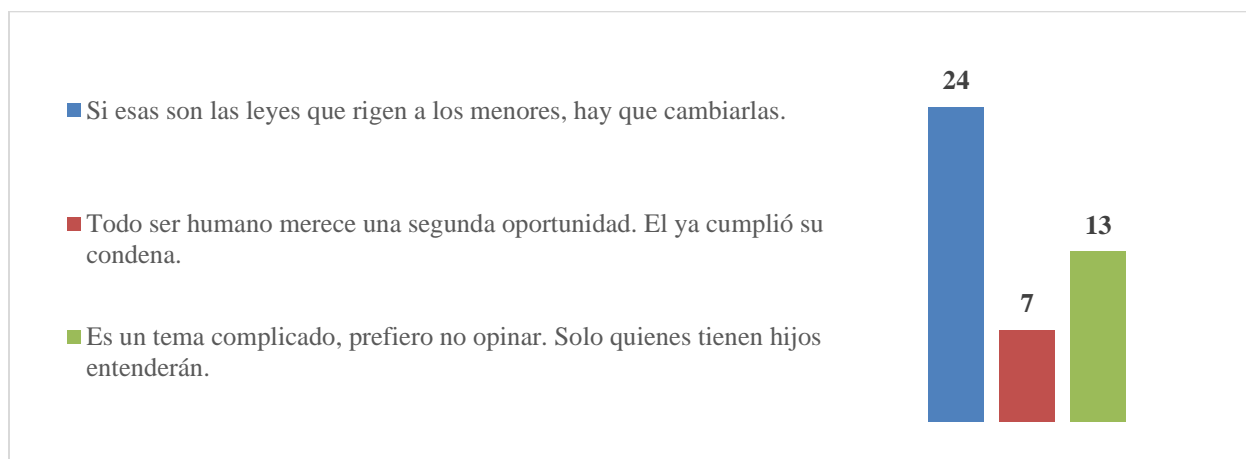 Si esas son las leyes que rigen a los menores, hay que cambiarlas.
Todo ser humano merece una segunda oportunidad. El ya cumplió su
condena.
Es un tema complicado, prefiero no opinar. Solo quienes tienen hijos
entenderán.
24
7
13